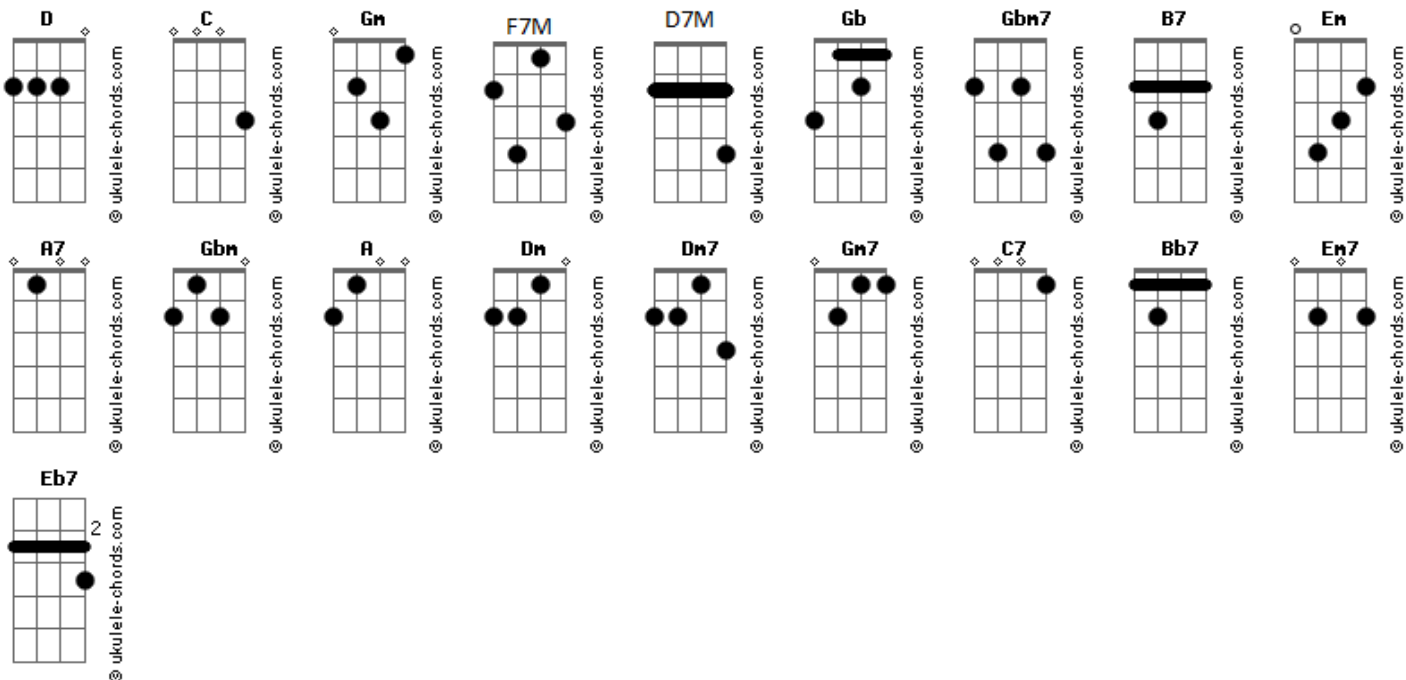 D C Gm F7M D7M Gb Gbm7 B7 Em
@ ukulele-chords.com @ ukulele-chords.com @ ukulele-chords.com @ ukulele-chords.com @ ukulele-chords.com @ ukulele-chords.com @ ukulele-chords.com @ ukulele-chords.com @ ukulele-chords.com
A7 Gbm A Dm Dm7 Gm7 C7 Bb7 Em7
@ ukulele-chords.com @ ukulele-chords.com @ ukulele-chords.com @ ukulele-chords.com @ ukulele-chords.com @ ukulele-chords.com @ ukulele-chords.com @ ukulele-chords.com @ ukulele-chords.com
Eb7
2
@ ukulele-chords.com